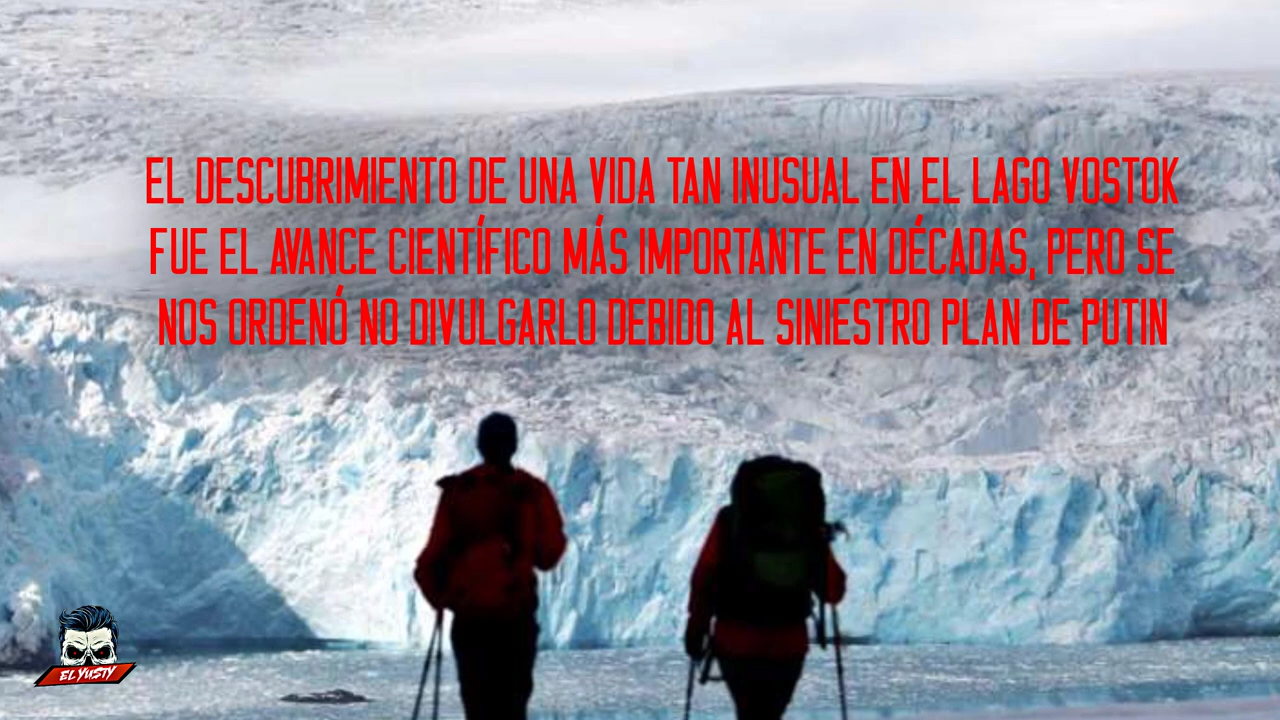 EL DESCUBRIMIENTO DE UNA VIDA TAN INUSUAL EN EL LAGO VOSTOK
FUE EL AVANCE CIENTÍFICO MÁS IMPORTANTE EN DÉCADAS, PERO SE
NOS ORDENÓ NO DIVULGARLO DEBIDO AL SINIESTRO PLAN DE PUTIN
EL YUSTY